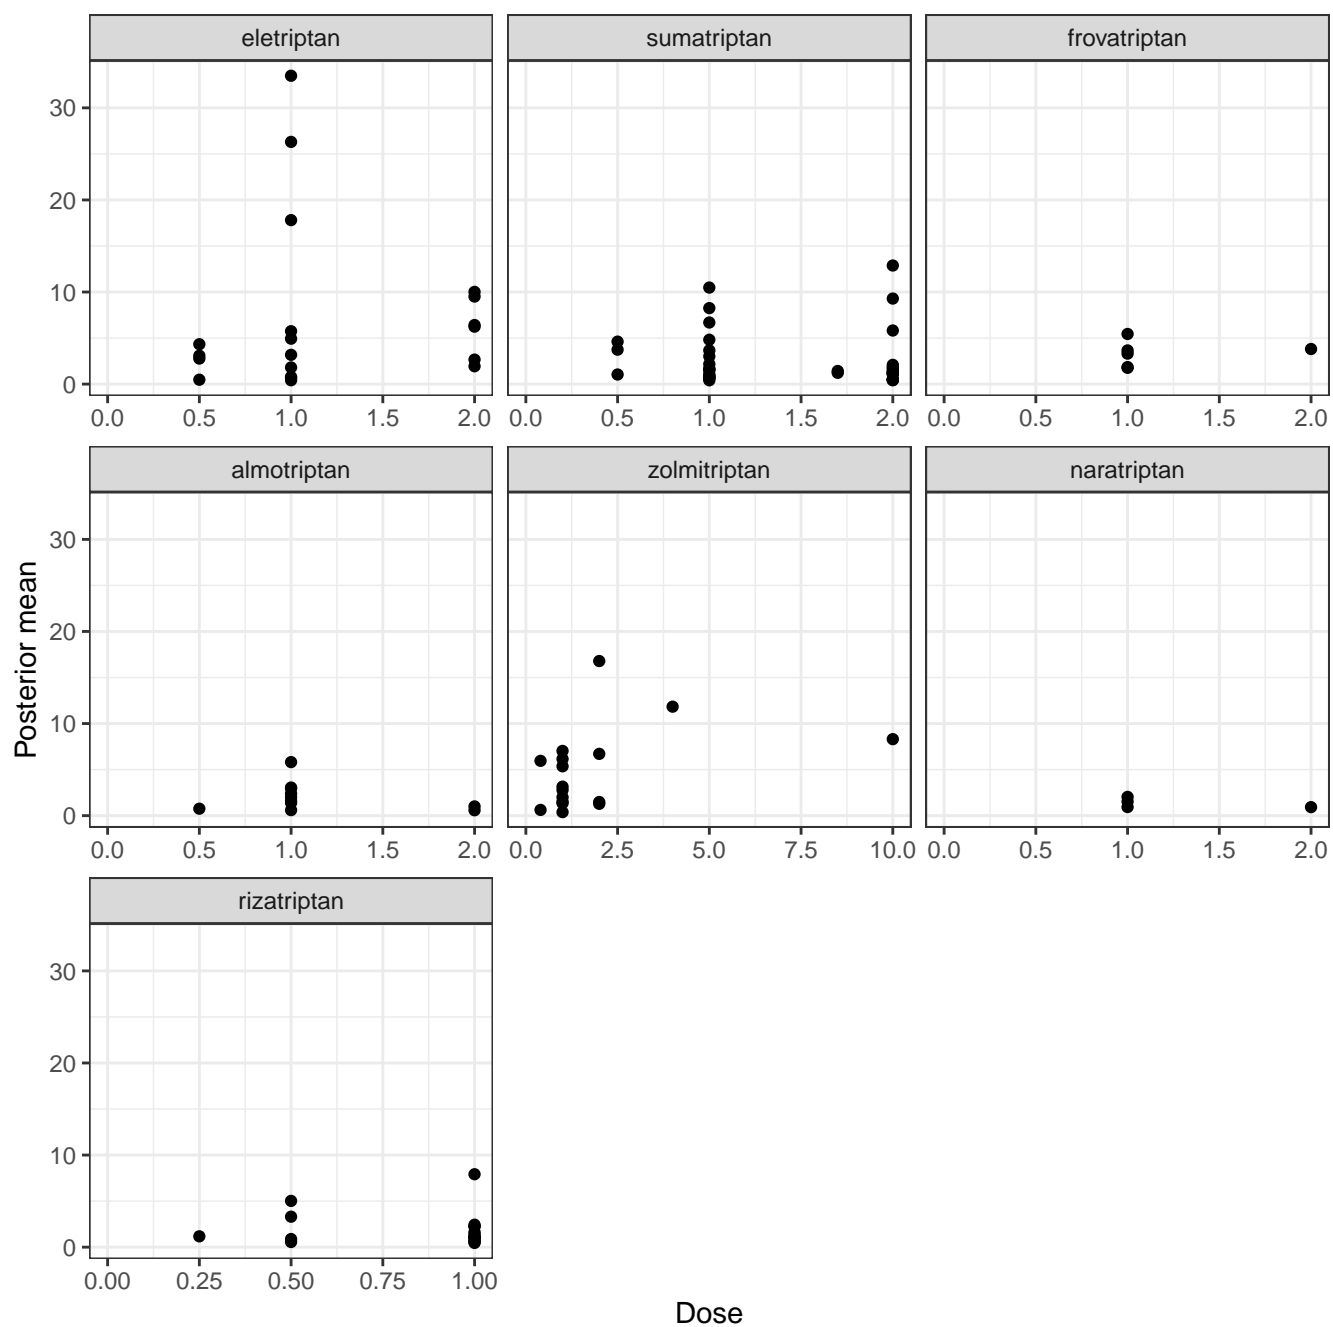 eletriptan sumatriptan frovatriptan
30
20
10
0
0.0 0.5 1.0 1.5 2.0 0.0 0.5 1.0 1.5 2.0 0.0 0.5 1.0 1.5 2.0
almotriptan zolmitriptan naratriptan
30
20
10
0
0.0 0.5 1.0 1.5 2.0 0.0 2.5 5.0 7.5 10.0 0.0 0.5 1.0 1.5 2.0
Posterior mean
rizatriptan
30
20
10
0
0.00 0.25 0.50 0.75 1.00
Dose